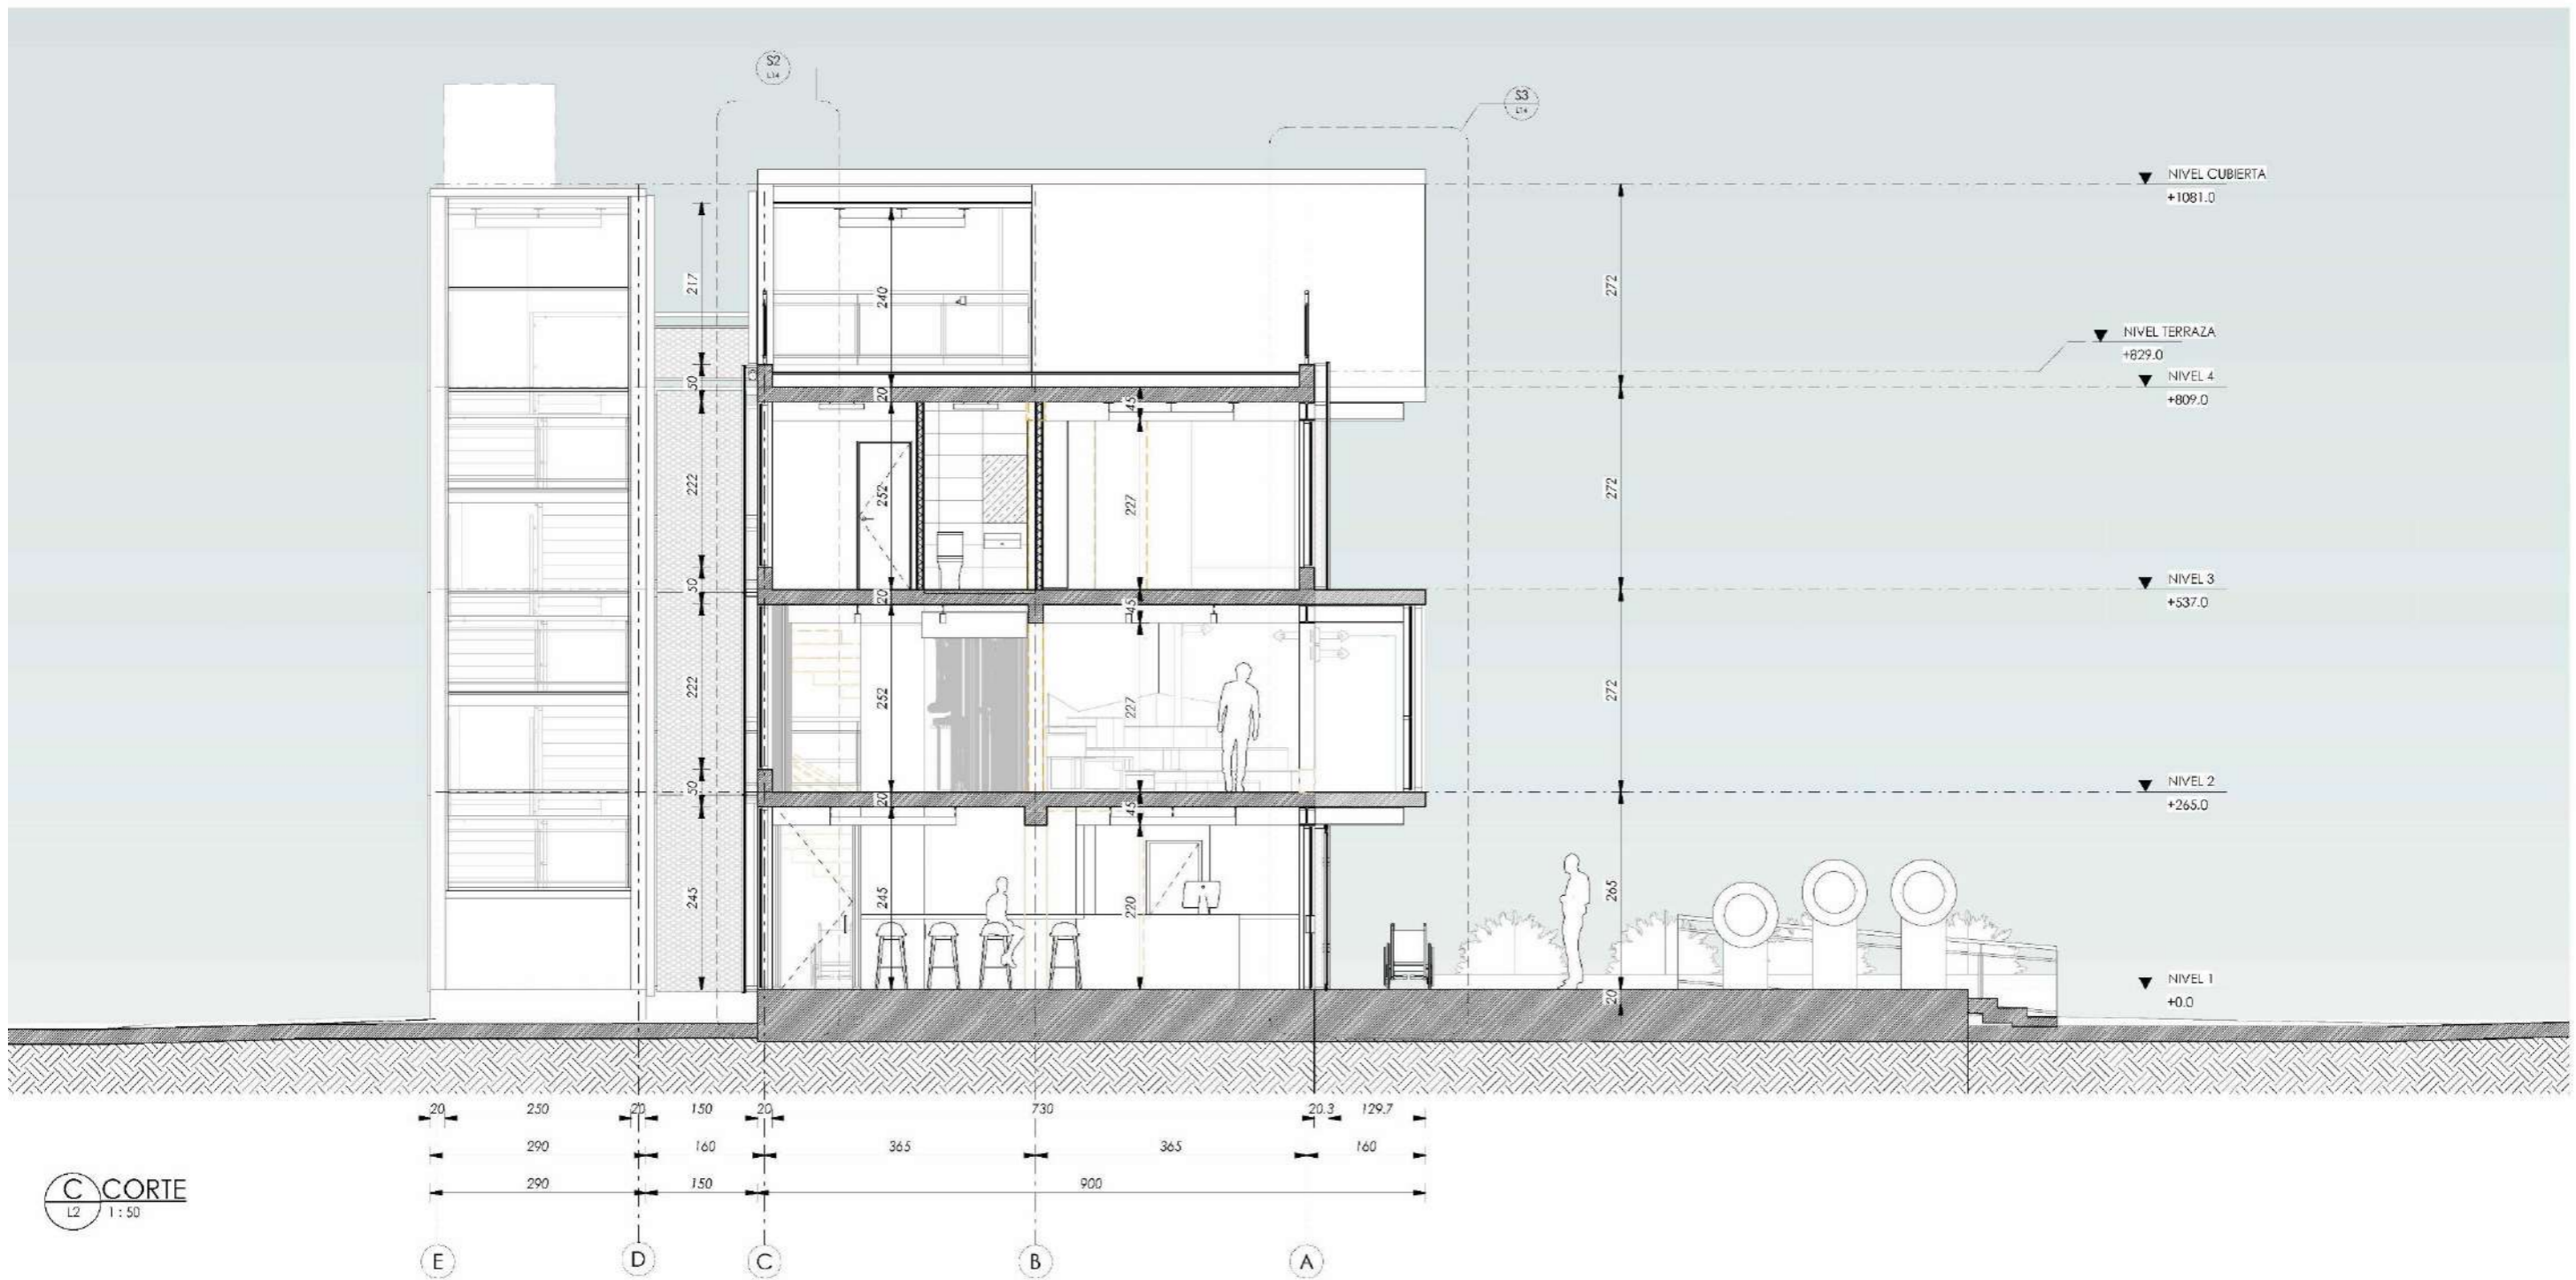 S2
L14
S3
L14
NIVEL CUBIERTA
+1081.0
NIVEL TERRAZA
+829.0
NIVEL 4
+809.0
NIVEL 3
+537.0
NIVEL 2
+265.0
NIVEL 1
+0.0
217
50
222
50
222
50
245
240
20
252
20
252
20
245
45
227
45
227
45
220
272
272
272
265
20
20 250 20 150 20 730 20.3 129.7
290 160 365 365 160
290 150 900
C CORTE
L2 1 : 50
E D C B A